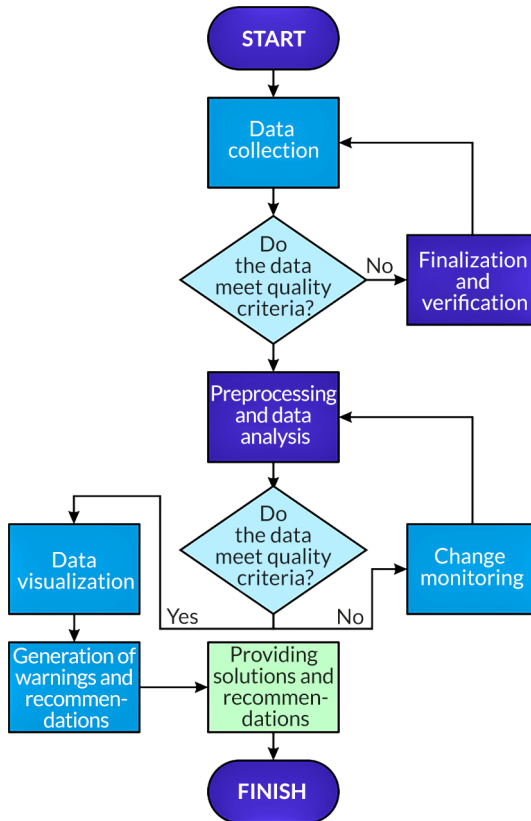 START
Data
collection
Do
the data
meet quality
criteria?
No
Finalization
and
verification
Preprocessing
and data
analysis
Do
the data
meet quality
criteria?
Yes
No
Change
monitoring
Data
visualization
Generation of
warnings and
recommen-
dations
Providing
solutions and
recommen-
dations
FINISH